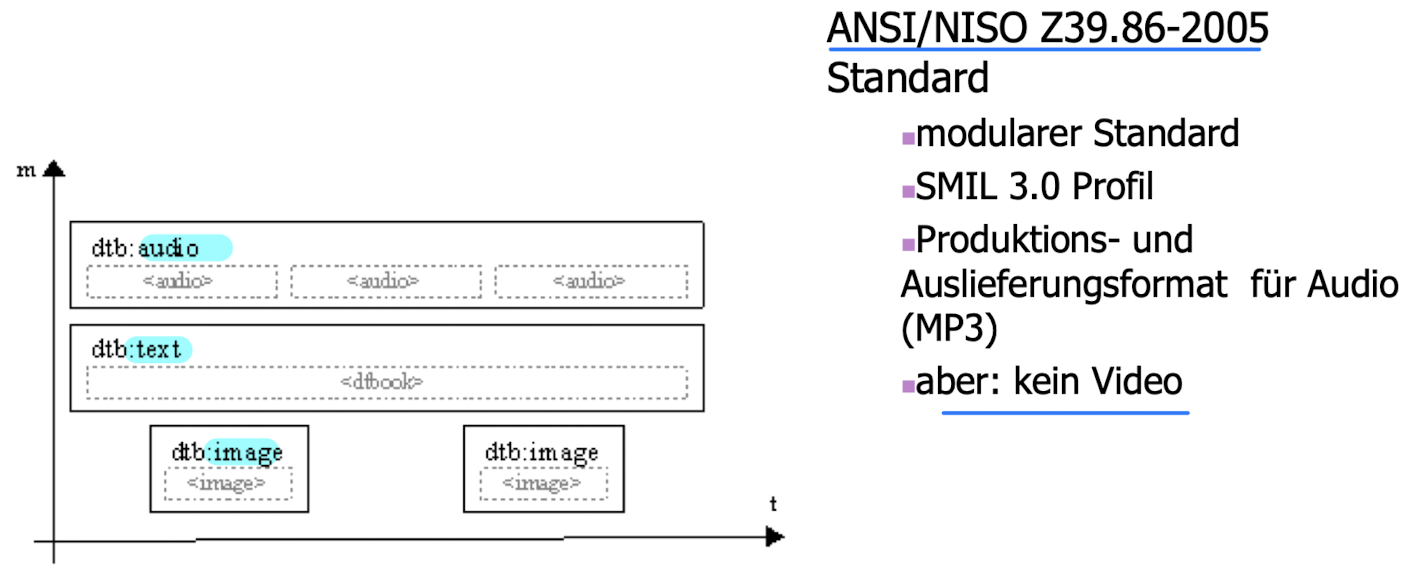 ANSI/NISO Z39.86-2005
Standard
▪modularer Standard
▪SMIL 3.0 Profil
▪Produktions- und
Auslieferungsformat für Audio
(MP3)
▪aber: kein Video
m
dtb:audio
<audio> <audio> <audio>
dtb:text
<dtbook>
dtb:image dtb:image
<image> <image>
t